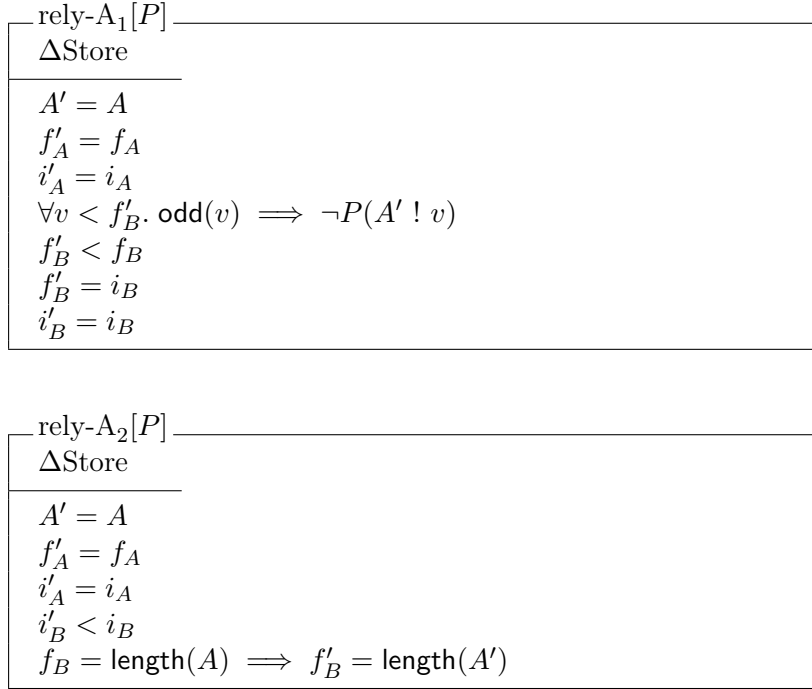 rely-A₁[P]
ΔStore
A′ = A
f′_A = f_A
i′_A = i_A
∀v < f′_B. odd(v) ⟹ ¬P(A′ ! v)
f′_B < f_B
f′_B = i_B
i′_B = i_B
rely-A₂[P]
ΔStore
A′ = A
f′_A = f_A
i′_A = i_A
i′_B < i_B
f_B = length(A) ⟹ f′_B = length(A′)